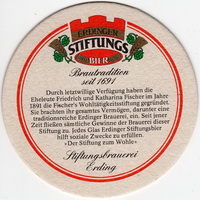 ERDINGER
STIFTUNGS
BIER
Brautradition
seit 1691
Durch letztwillige Verfügung haben die
Eheleute Friedrich und Katharina Fischer im Jahre
1891 die Fischer's Wohltätigkeitsstiftung gegründet.
Sie brachten ihr gesamtes Vermögen, darunter eine
traditionsreiche Erdinger Brauerei, ein. Seit jener
Zeit fließen sämtliche Gewinne der Brauerei dieser
Stiftung zu. Jedes Glas Erdinger Stiftungsbier
hilft soziale Zwecke zu erfüllen.
»Der Stiftung zum Wohle«
Stiftungsbrauerei
Erding